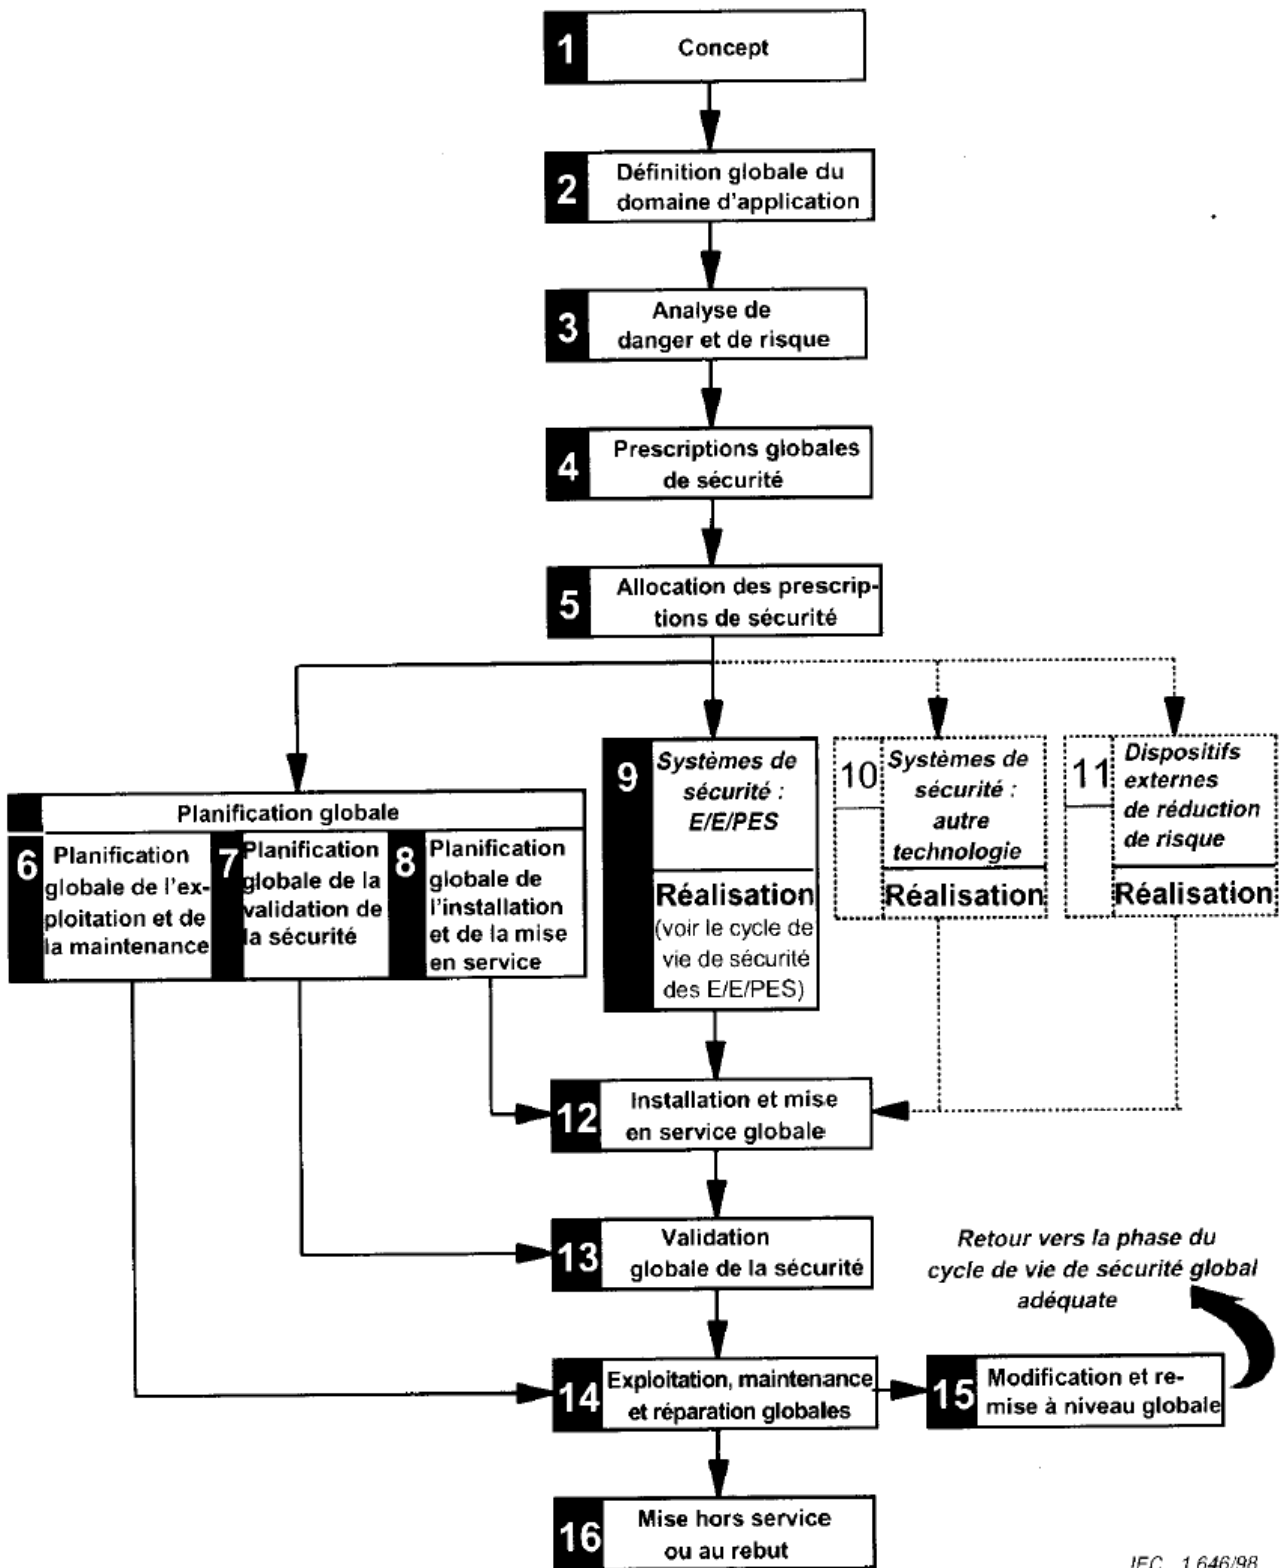 1
Concept
2
Définition globale du
domaine d'application
3
Analyse de
danger et de risque
4
Prescriptions globales
de sécurité
5
Allocation des prescrip-
tions de sécurité
Planification globale
6
Planification
globale de l'ex-
ploitation et de
la maintenance
7
Planification
globale de la
validation de
la sécurité
8
Planification
globale de
l'installation
et de la mise
en service
9
Systèmes de
sécurité :
E/E/PES
Réalisation
(voir le cycle de
vie de sécurité
des E/E/PES)
10
Systèmes de
sécurité :
autre
technologie
Réalisation
11
Dispositifs
externes
de réduction
de risque
Réalisation
12
Installation et mise
en service globale
13
Validation
globale de la sécurité
Retour vers la phase du
cycle de vie de sécurité global
adéquate
14
Exploitation, maintenance
et réparation globales
15
Modification et re-
mise à niveau globale
16
Mise hors service
ou au rebut
IEC 1 646/98